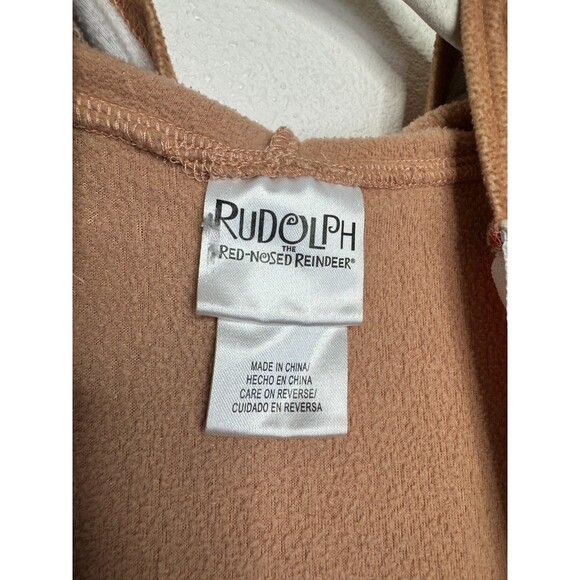 RUDOLPH
THE
RED-NOSED REINDEER®
MADE IN CHINA/
HECHO EN CHINA
CARE ON REVERSE/
CUIDADO EN REVERSA